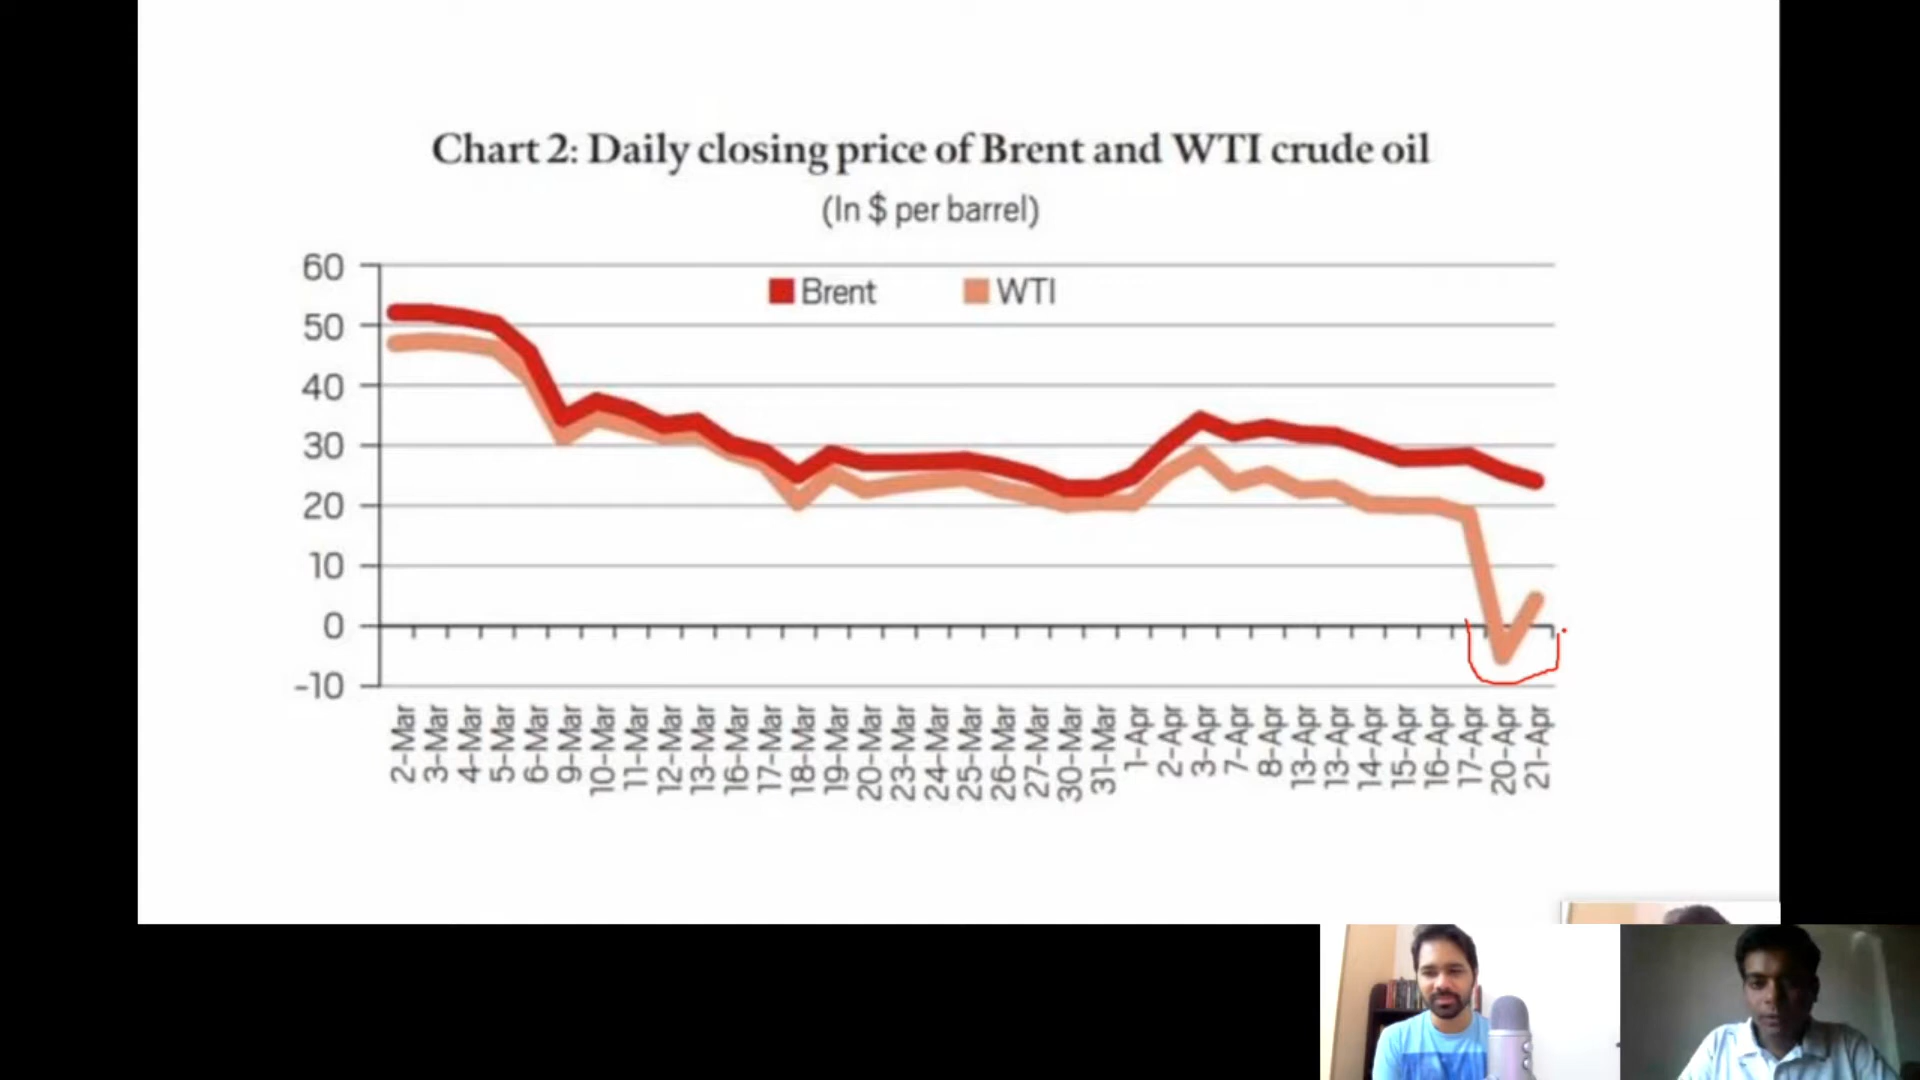 Chart 2: Daily closing price of Brent and WTI crude oil
(In $ per barrel)
Brent WTI
60
50
40
30
20
10
0
-10
2-Mar
3-Mar
4-Mar
5-Mar
6-Mar
9-Mar
10-Mar
11-Mar
12-Mar
13-Mar
16-Mar
17-Mar
18-Mar
19-Mar
20-Mar
23-Mar
24-Mar
25-Mar
26-Mar
27-Mar
30-Mar
31-Mar
1-Apr
2-Apr
3-Apr
7-Apr
8-Apr
13-Apr
13-Apr
14-Apr
15-Apr
16-Apr
17-Apr
20-Apr
21-Apr